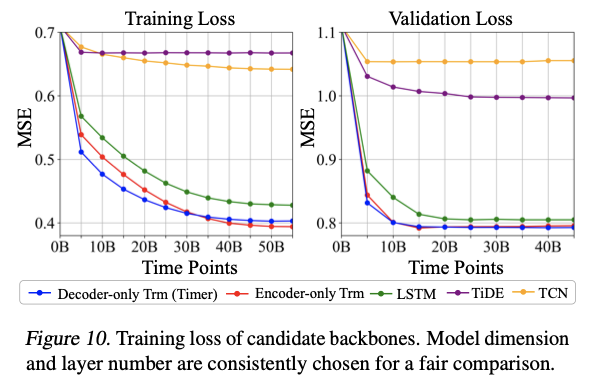 Training Loss
Validation Loss
0.7
0.6
0.5
0.4
MSE
0B
10B
20B
30B
40B
50B
Time Points
1.1
1.0
0.9
0.8
MSE
0B
10B
20B
30B
40B
Time Points
Decoder-only Trm (Timer)
Encoder-only Trm
LSTM
TiDE
TCN
Figure 10. Training loss of candidate backbones. Model dimension
and layer number are consistently chosen for a fair comparison.